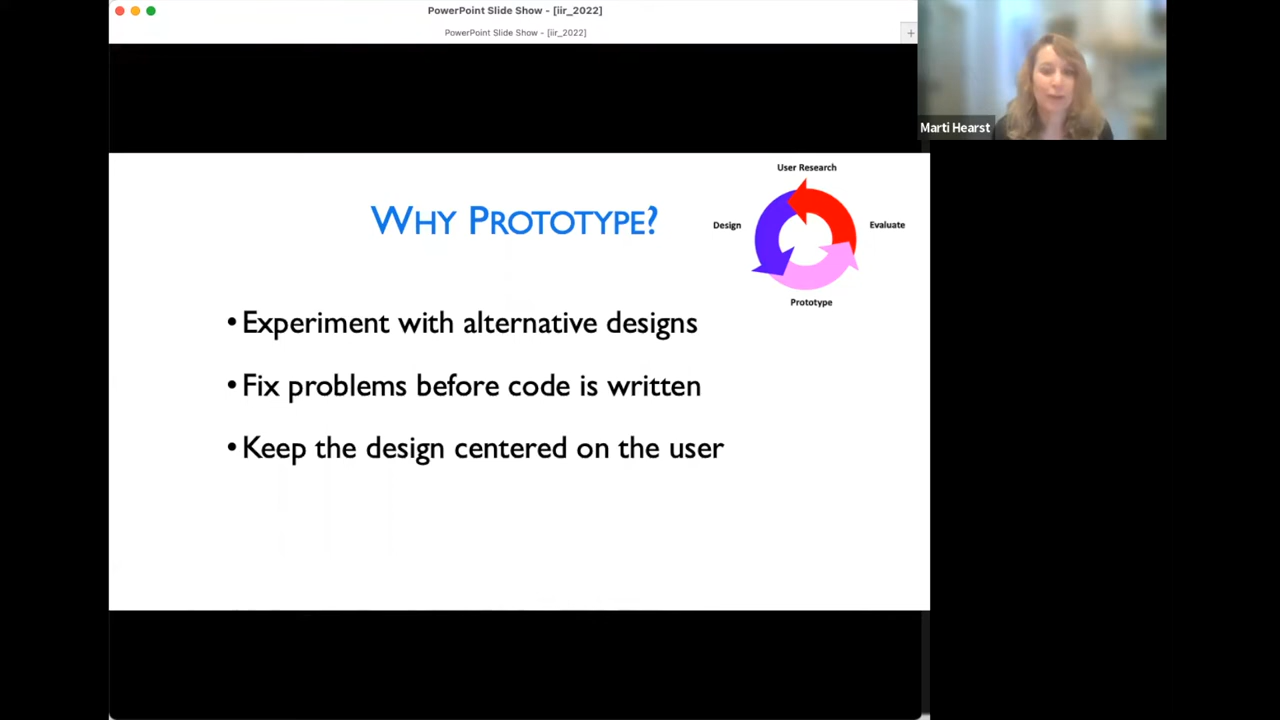 PowerPoint Slide Show - [iir_2022]
PowerPoint Slide Show - [iir_2022]
+
Marti Hearst
WHY PROTOTYPE?
User Research
Design
Evaluate
Prototype
• Experiment with alternative designs
• Fix problems before code is written
• Keep the design centered on the user